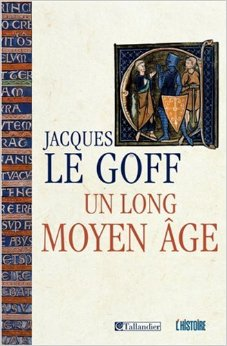 JACQUES
LE GOFF
UN LONG
MOYEN ÂGE
Tallandier
L'HISTOIRE